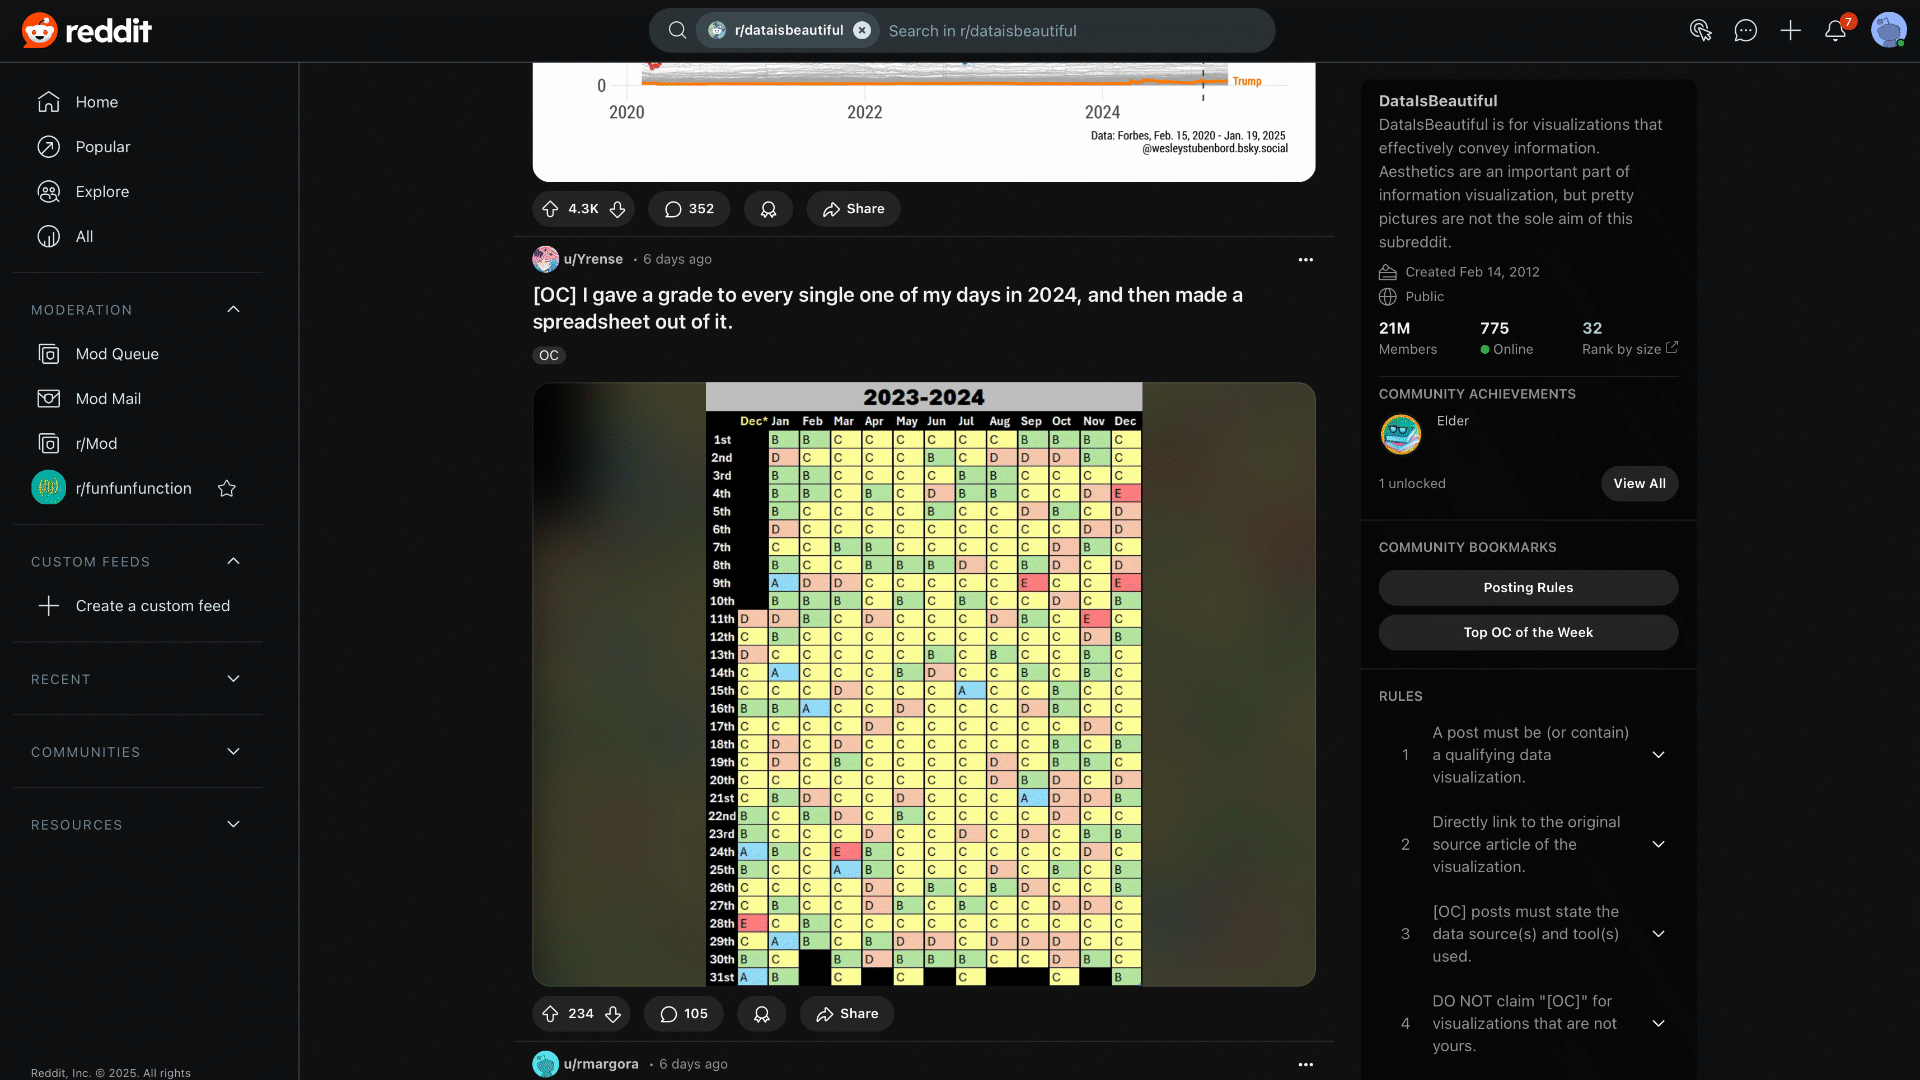 reddit
r/dataisbeautiful
Search in r/dataisbeautiful
7
Home
Popular
Explore
All
MODERATION
Mod Queue
Mod Mail
r/Mod
r/funfunfunction
CUSTOM FEEDS
Create a custom feed
RECENT
COMMUNITIES
RESOURCES
Reddit, Inc. © 2025. All rights
0
Trump
2020 2022 2024
Data: Forbes, Feb. 15, 2020 - Jan. 19, 2025
@wesleystubenbord.bsky.social
4.3K 352 Share
u/Yrense • 6 days ago
[OC] I gave a grade to every single one of my days in 2024, and then made a
spreadsheet out of it.
OC
2023-2024
Dec* Jan Feb Mar Apr May Jun Jul Aug Sep Oct Nov Dec
1st B B C C C C C C B B B C
2nd D C C C C B C D D D B C
3rd B B C C C C B B C C C C
4th B B C B C D B B C C D E
5th B C C C C B C C D B C D
6th D C C C C C C C C C D D
7th C C B B C C C C C D B C
8th B C C B B B D C B D C D
9th A D D C C C C C E C C E
10th B B B C B C B C C D C B
11th D D B C D C C C D B C E C
12th C B C C C C C C C C C D B
13th D C C C C C B C B C C B C
14th C A C C C B D C C B C B C
15th C C C D C C C A C C B C C
16th B B A C C D C C C D B C C
17th C C C C D C C C C C C D C
18th C D C D C C C C C C B C B
19th C D C B C C C C D C B B C
20th C C C C C C C C D B D C D
21st C B D C C D C C C A D D B
22nd B C B D C B C C C C D C C
23rd B C C C D C C D C D C B B
24th A B C E B C C C C C C D C
25th B C C A B C C C D C B C B
26th C C C C D C B C B D C C B
27th C B C C D B C B C C D D C
28th E C B C C C C C C C C C C
29th C A B C B D D C D D D C C
30th B C B D B B B C C D B C
31st A B C C C C B
234 105 Share
u/rmargora • 6 days ago
DataIsBeautiful
DataIsBeautiful is for visualizations that
effectively convey information.
Aesthetics are an important part of
information visualization, but pretty
pictures are not the sole aim of this
subreddit.
Created Feb 14, 2012
Public
21M 775 32
Members Online Rank by size
COMMUNITY ACHIEVEMENTS
Elder
1 unlocked View All
COMMUNITY BOOKMARKS
Posting Rules
Top OC of the Week
RULES
1 A post must be (or contain)
a qualifying data
visualization.
2 Directly link to the original
source article of the
visualization.
3 [OC] posts must state the
data source(s) and tool(s)
used.
4 DO NOT claim "[OC]" for
visualizations that are not
yours.